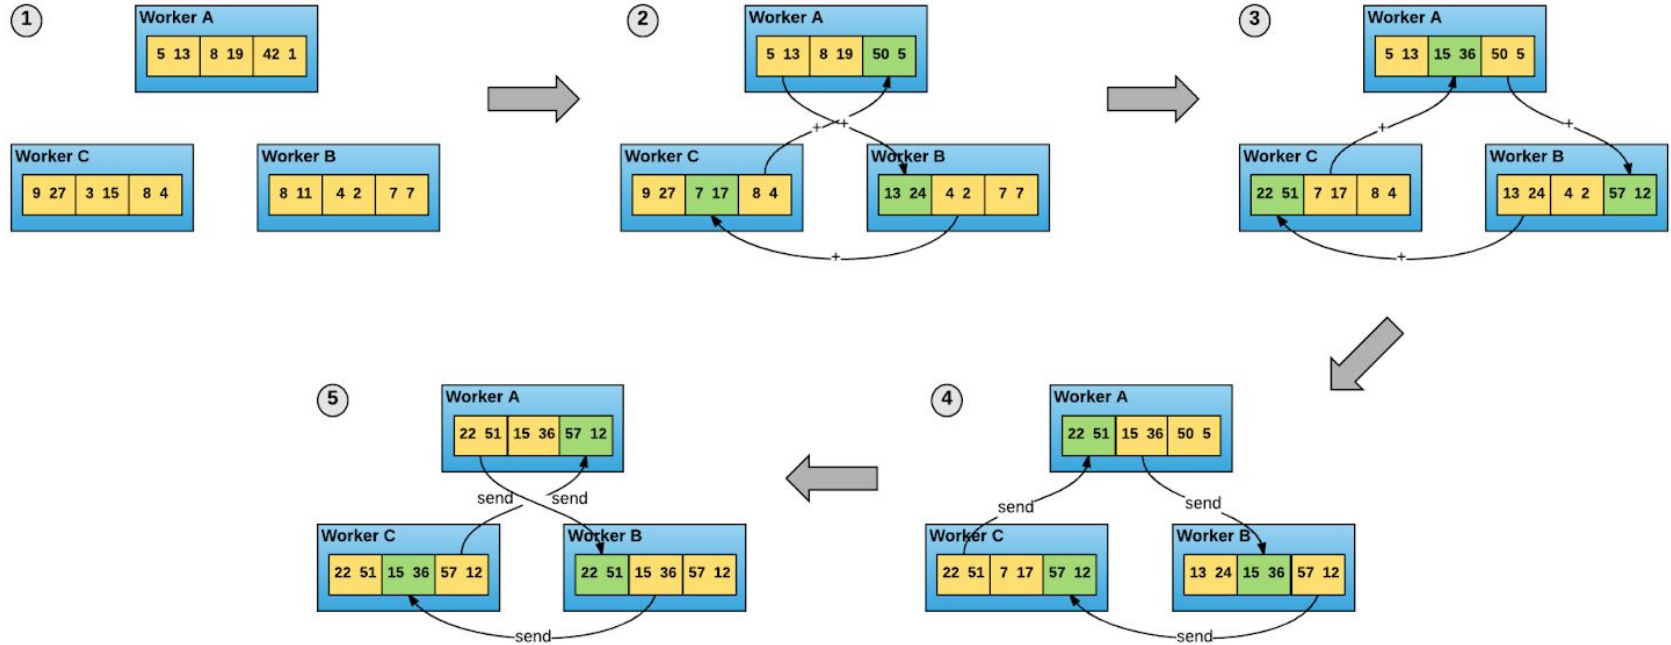 1
Worker A
5 13 8 19 42 1
Worker C
9 27 3 15 8 4
Worker B
8 11 4 2 7 7
2
Worker A
5 13 8 19 50 5
+ +
Worker C
9 27 7 17 8 4
Worker B
13 24 4 2 7 7
+
3
Worker A
5 13 15 36 50 5
+ +
Worker C
22 51 7 17 8 4
Worker B
13 24 4 2 57 12
+
5
Worker A
22 51 15 36 57 12
send send
Worker C
22 51 15 36 57 12
Worker B
22 51 15 36 57 12
send
4
Worker A
22 51 15 36 50 5
send send
Worker C
22 51 7 17 57 12
Worker B
13 24 15 36 57 12
send